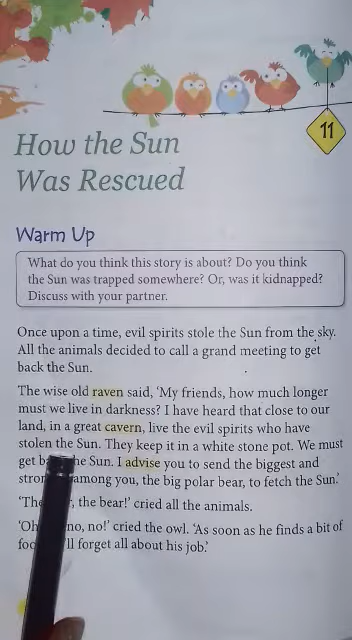 11
How the Sun
Was Rescued
Warm Up
What do you think this story is about? Do you think
the Sun was trapped somewhere? Or, was it kidnapped?
Discuss with your partner.
Once upon a time, evil spirits stole the Sun from the sky.
All the animals decided to call a grand meeting to get
back the Sun.
The wise old raven said, ‘My friends, how much longer
must we live in darkness? I have heard that close to our
land, in a great cavern, live the evil spirits who have
stolen the Sun. They keep it in a white stone pot. We must
get the Sun. I advise you to send the biggest and
among you, the big polar bear, to fetch the Sun.’
the bear!’ cried all the animals.
‘Oh no, no!’ cried the owl. ‘As soon as he finds a bit of
forget all about his job.’